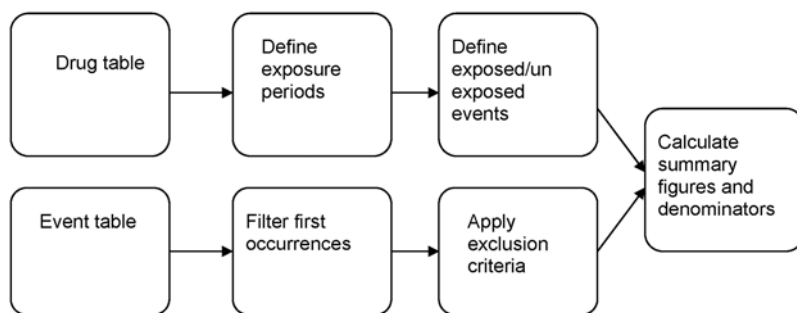 Drug table
Define
exposure
periods
Define
exposed/un
exposed
events
Calculate
summary
figures and
denominators
Event table
Filter first
occurrences
Apply
exclusion
criteria